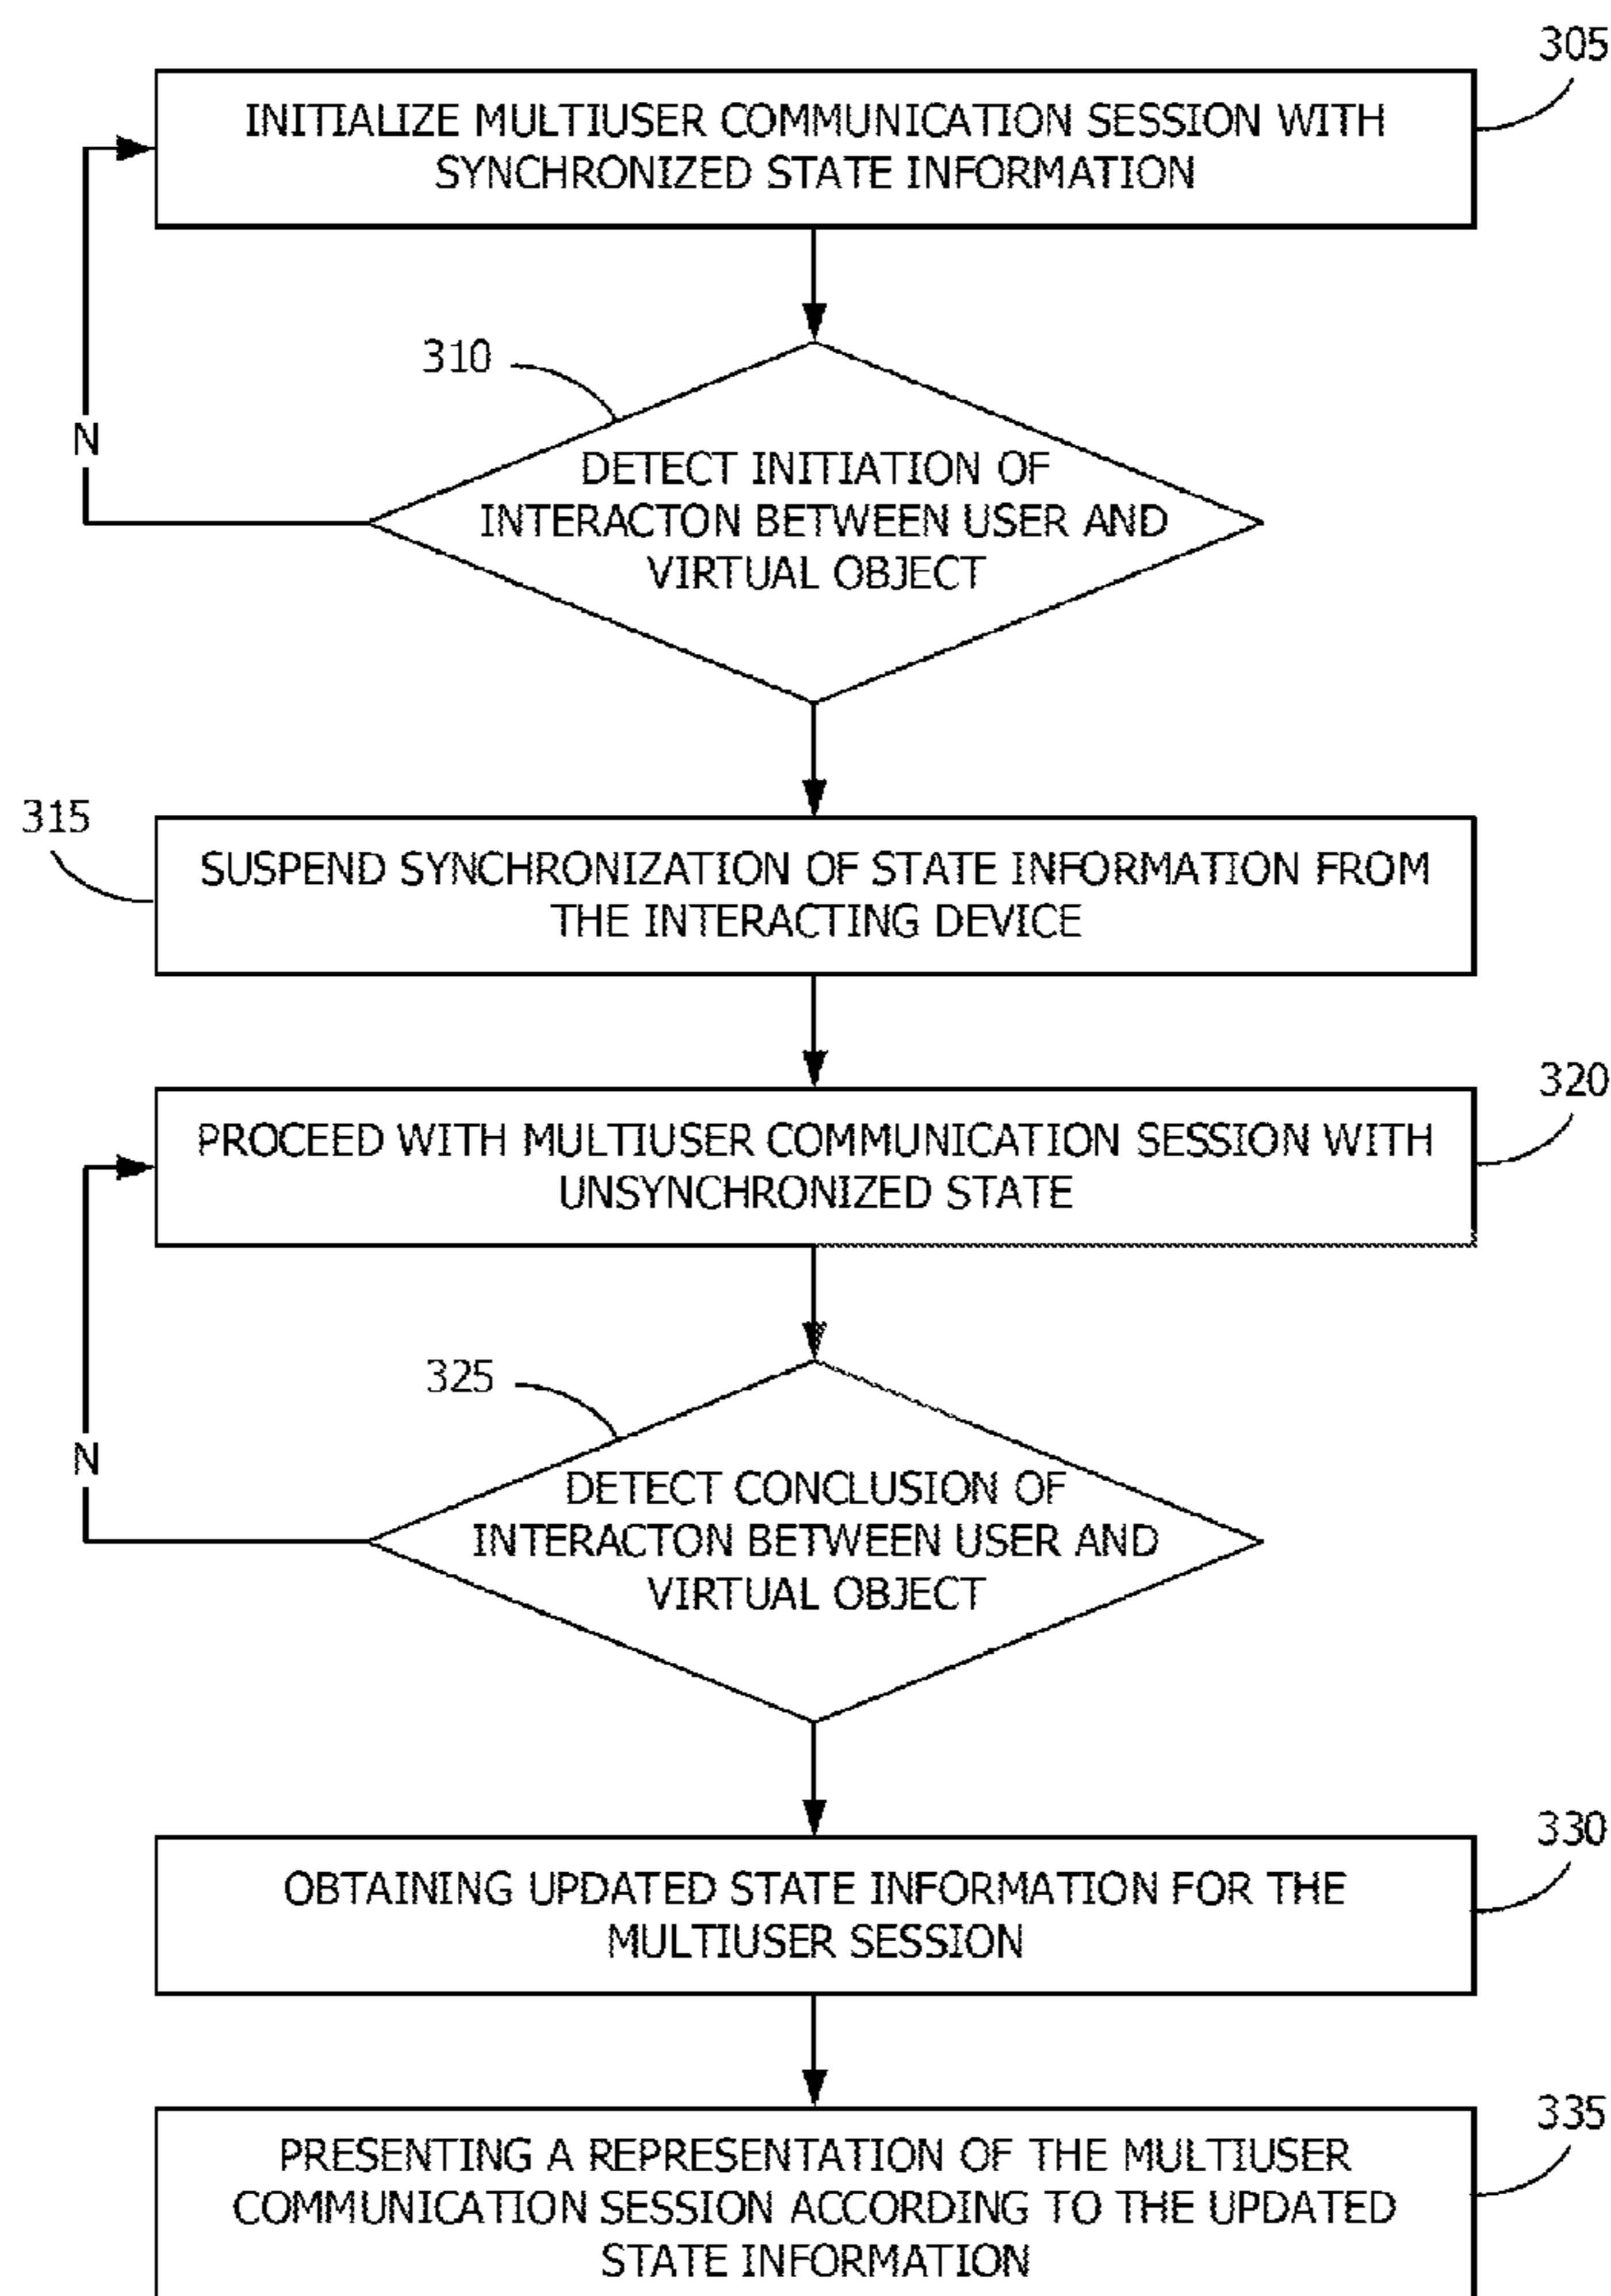 305
INITIALIZE MULTIUSER COMMUNICATION SESSION WITH
SYNCHRONIZED STATE INFORMATION
310
N
DETECT INITIATION OF
INTERACTON BETWEEN USER AND
VIRTUAL OBJECT
315
SUSPEND SYNCHRONIZATION OF STATE INFORMATION FROM
THE INTERACTING DEVICE
320
PROCEED WITH MULTIUSER COMMUNICATION SESSION WITH
UNSYNCHRONIZED STATE
325
N
DETECT CONCLUSION OF
INTERACTON BETWEEN USER AND
VIRTUAL OBJECT
330
OBTAINING UPDATED STATE INFORMATION FOR THE
MULTIUSER SESSION
335
PRESENTING A REPRESENTATION OF THE MULTIUSER
COMMUNICATION SESSION ACCORDING TO THE UPDATED
STATE INFORMATION